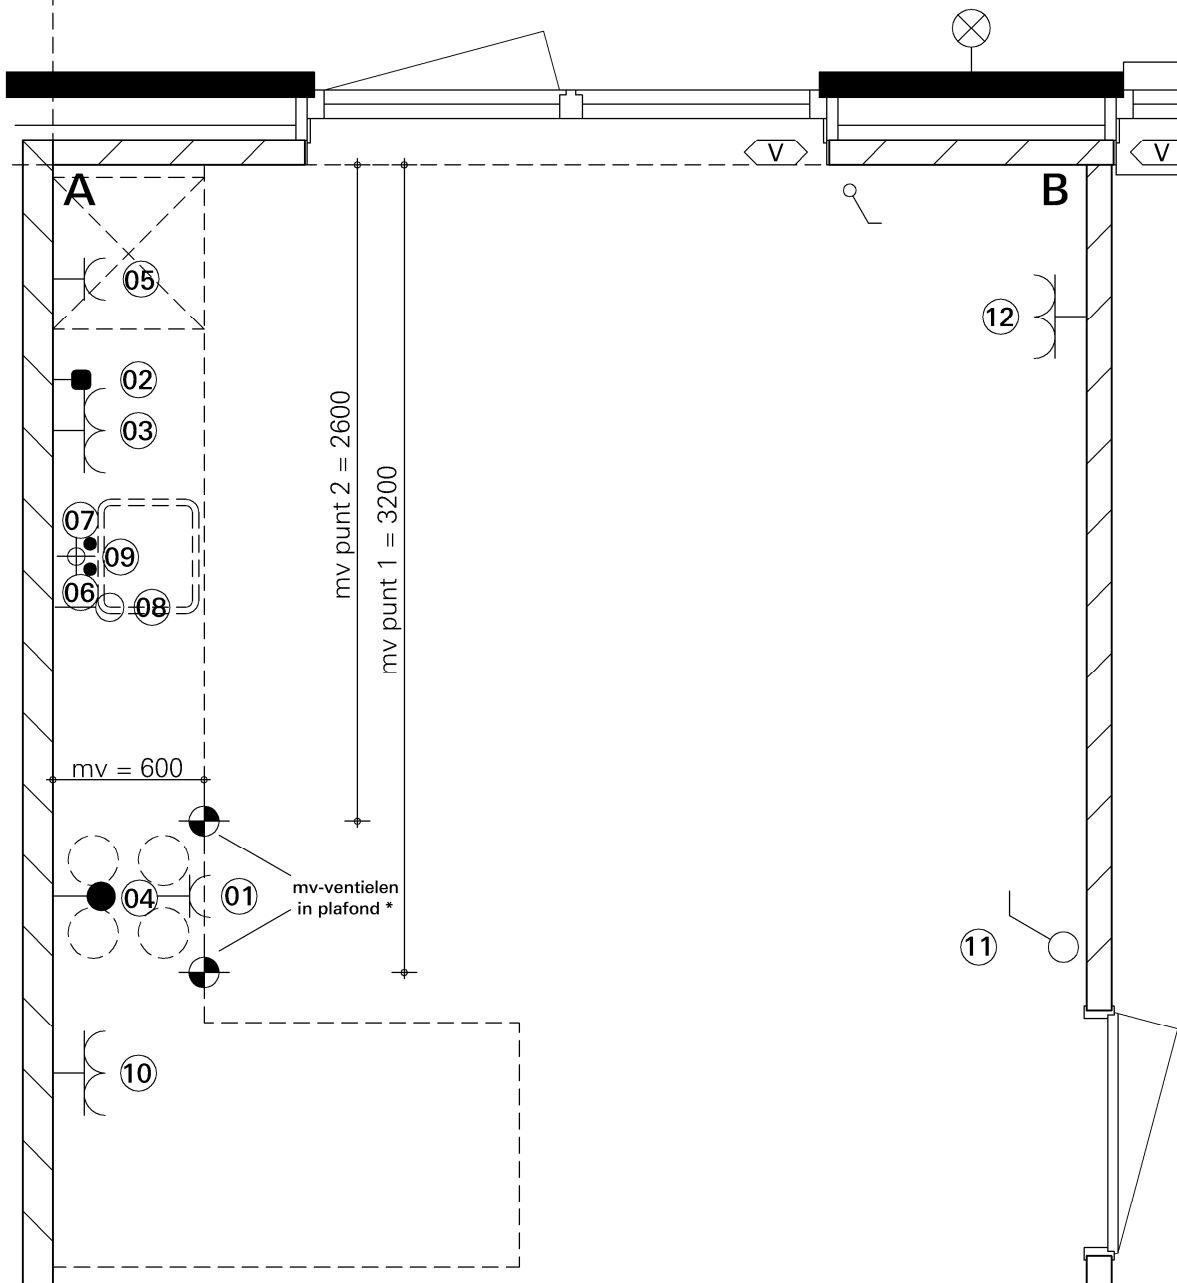 V
V
A
B
05
12
02
03
mv punt 2 = 2600
mv punt 1 = 3200
07
09
06
08
mv = 600
04
01
mv-ventielen
in plafond *
11
10